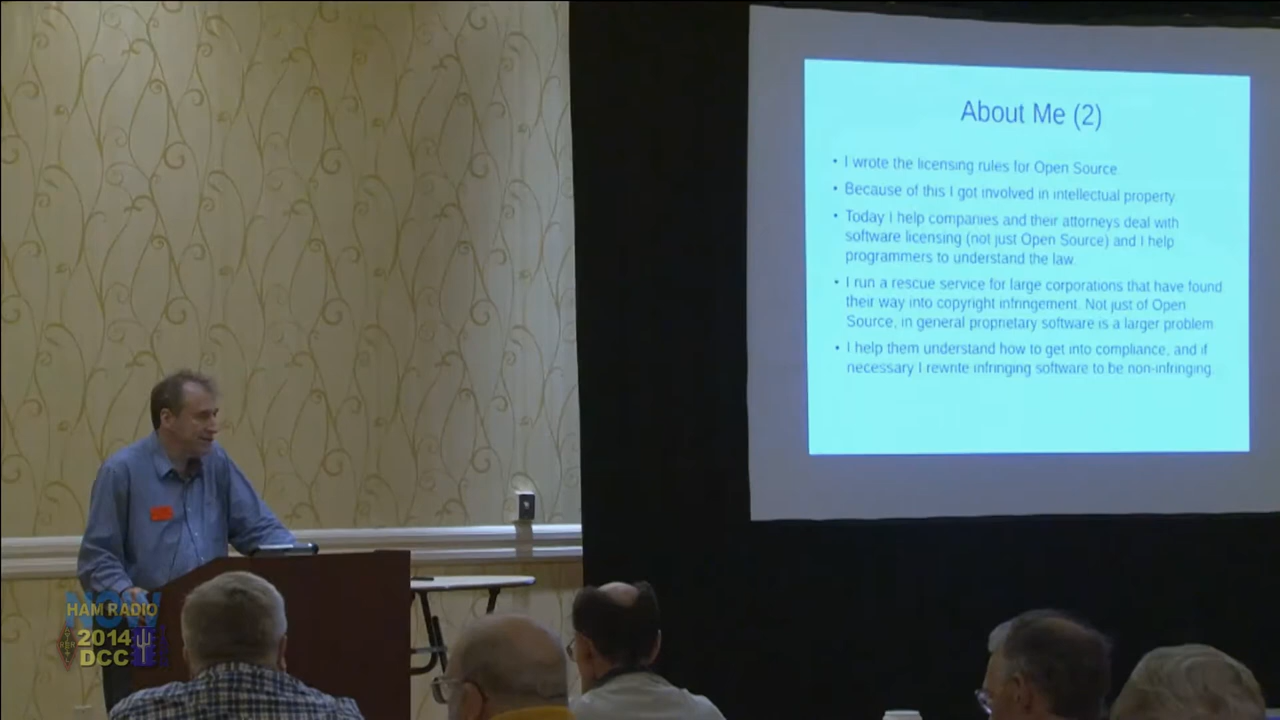 About Me (2)
• I wrote the licensing rules for Open Source
• Because of this I got involved in intellectual property
• Today I help companies and their attorneys deal with
software licensing (not just Open Source) and I help
programmers to understand the law.
• I run a rescue service for large corporations that have found
their way into copyright infringement. Not just of Open
Source, in general proprietary software is a larger problem
• I help them understand how to get into compliance, and if
necessary I rewrite infringing software to be non-infringing.
NOW
HAM RADIO
2014
DCC